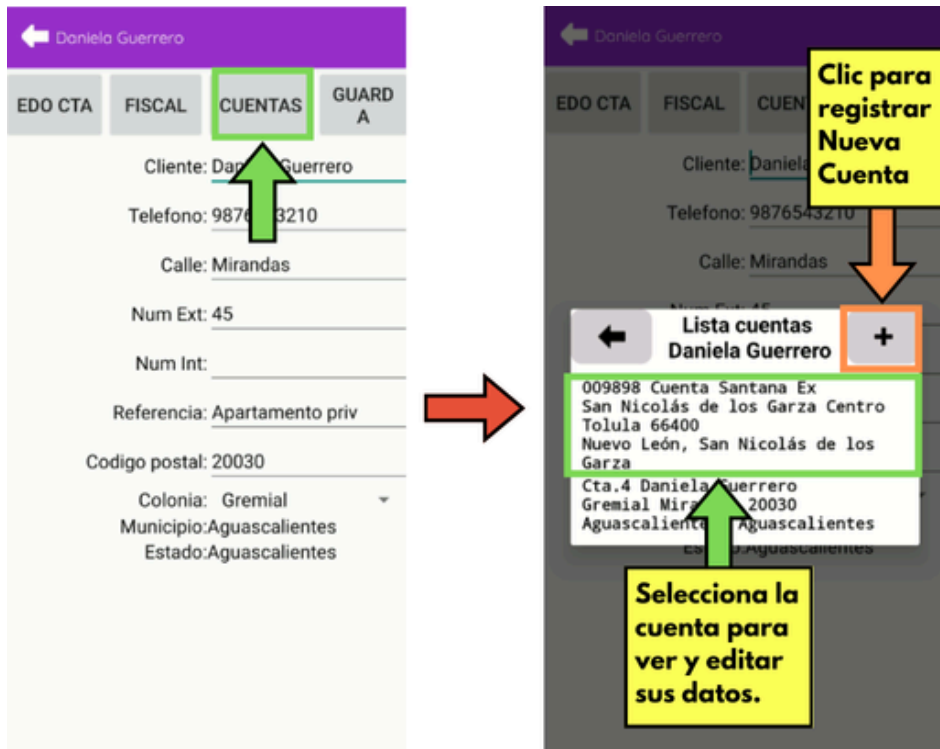 Daniela Guerrero
EDO CTA
FISCAL
CUENTAS
GUARD
A
Cliente: Guerrero
Telefono: 3210
Calle: Mirandas
Num Ext: 45
Num Int:
Referencia: Apartamento priv
Codigo postal: 20030
Colonia: Gremial
Municipio:Aguascalientes
Estado:Aguascalientes
Daniela Guerrero
EDO CTA
FISCAL
Clic para
registrar
Nueva
Cuenta
Cliente: Daniela
Telefono: 9876543210
Calle: Mirandas
Lista cuentas
Daniela Guerrero
+
009898 Cuenta Santana Ex
San Nicolás de los Garza Centro
Tolula 66400
Nuevo León, San Nicolás de los
Garza
Cta.4 Daniela Guerrero
Gremial 20030
Aguascalientes
Aguascalientes
Selecciona la
cuenta para
ver y editar
sus datos.